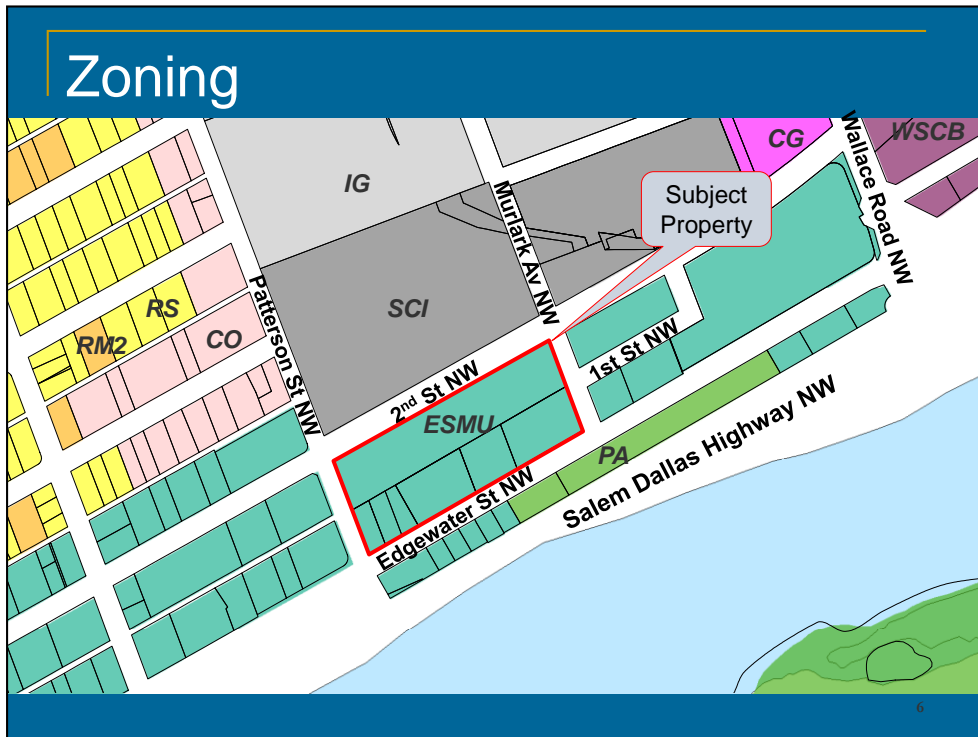 Zoning
WSCB
CG
Wallace Road NW
IG
Murlark Av NW
Subject
Property
RS
RM2
CO
Patterson St NW
SCI
2nd St NW
1st St NW
ESMU
PA
Edgewater St NW
Salem Dallas Highway NW
6